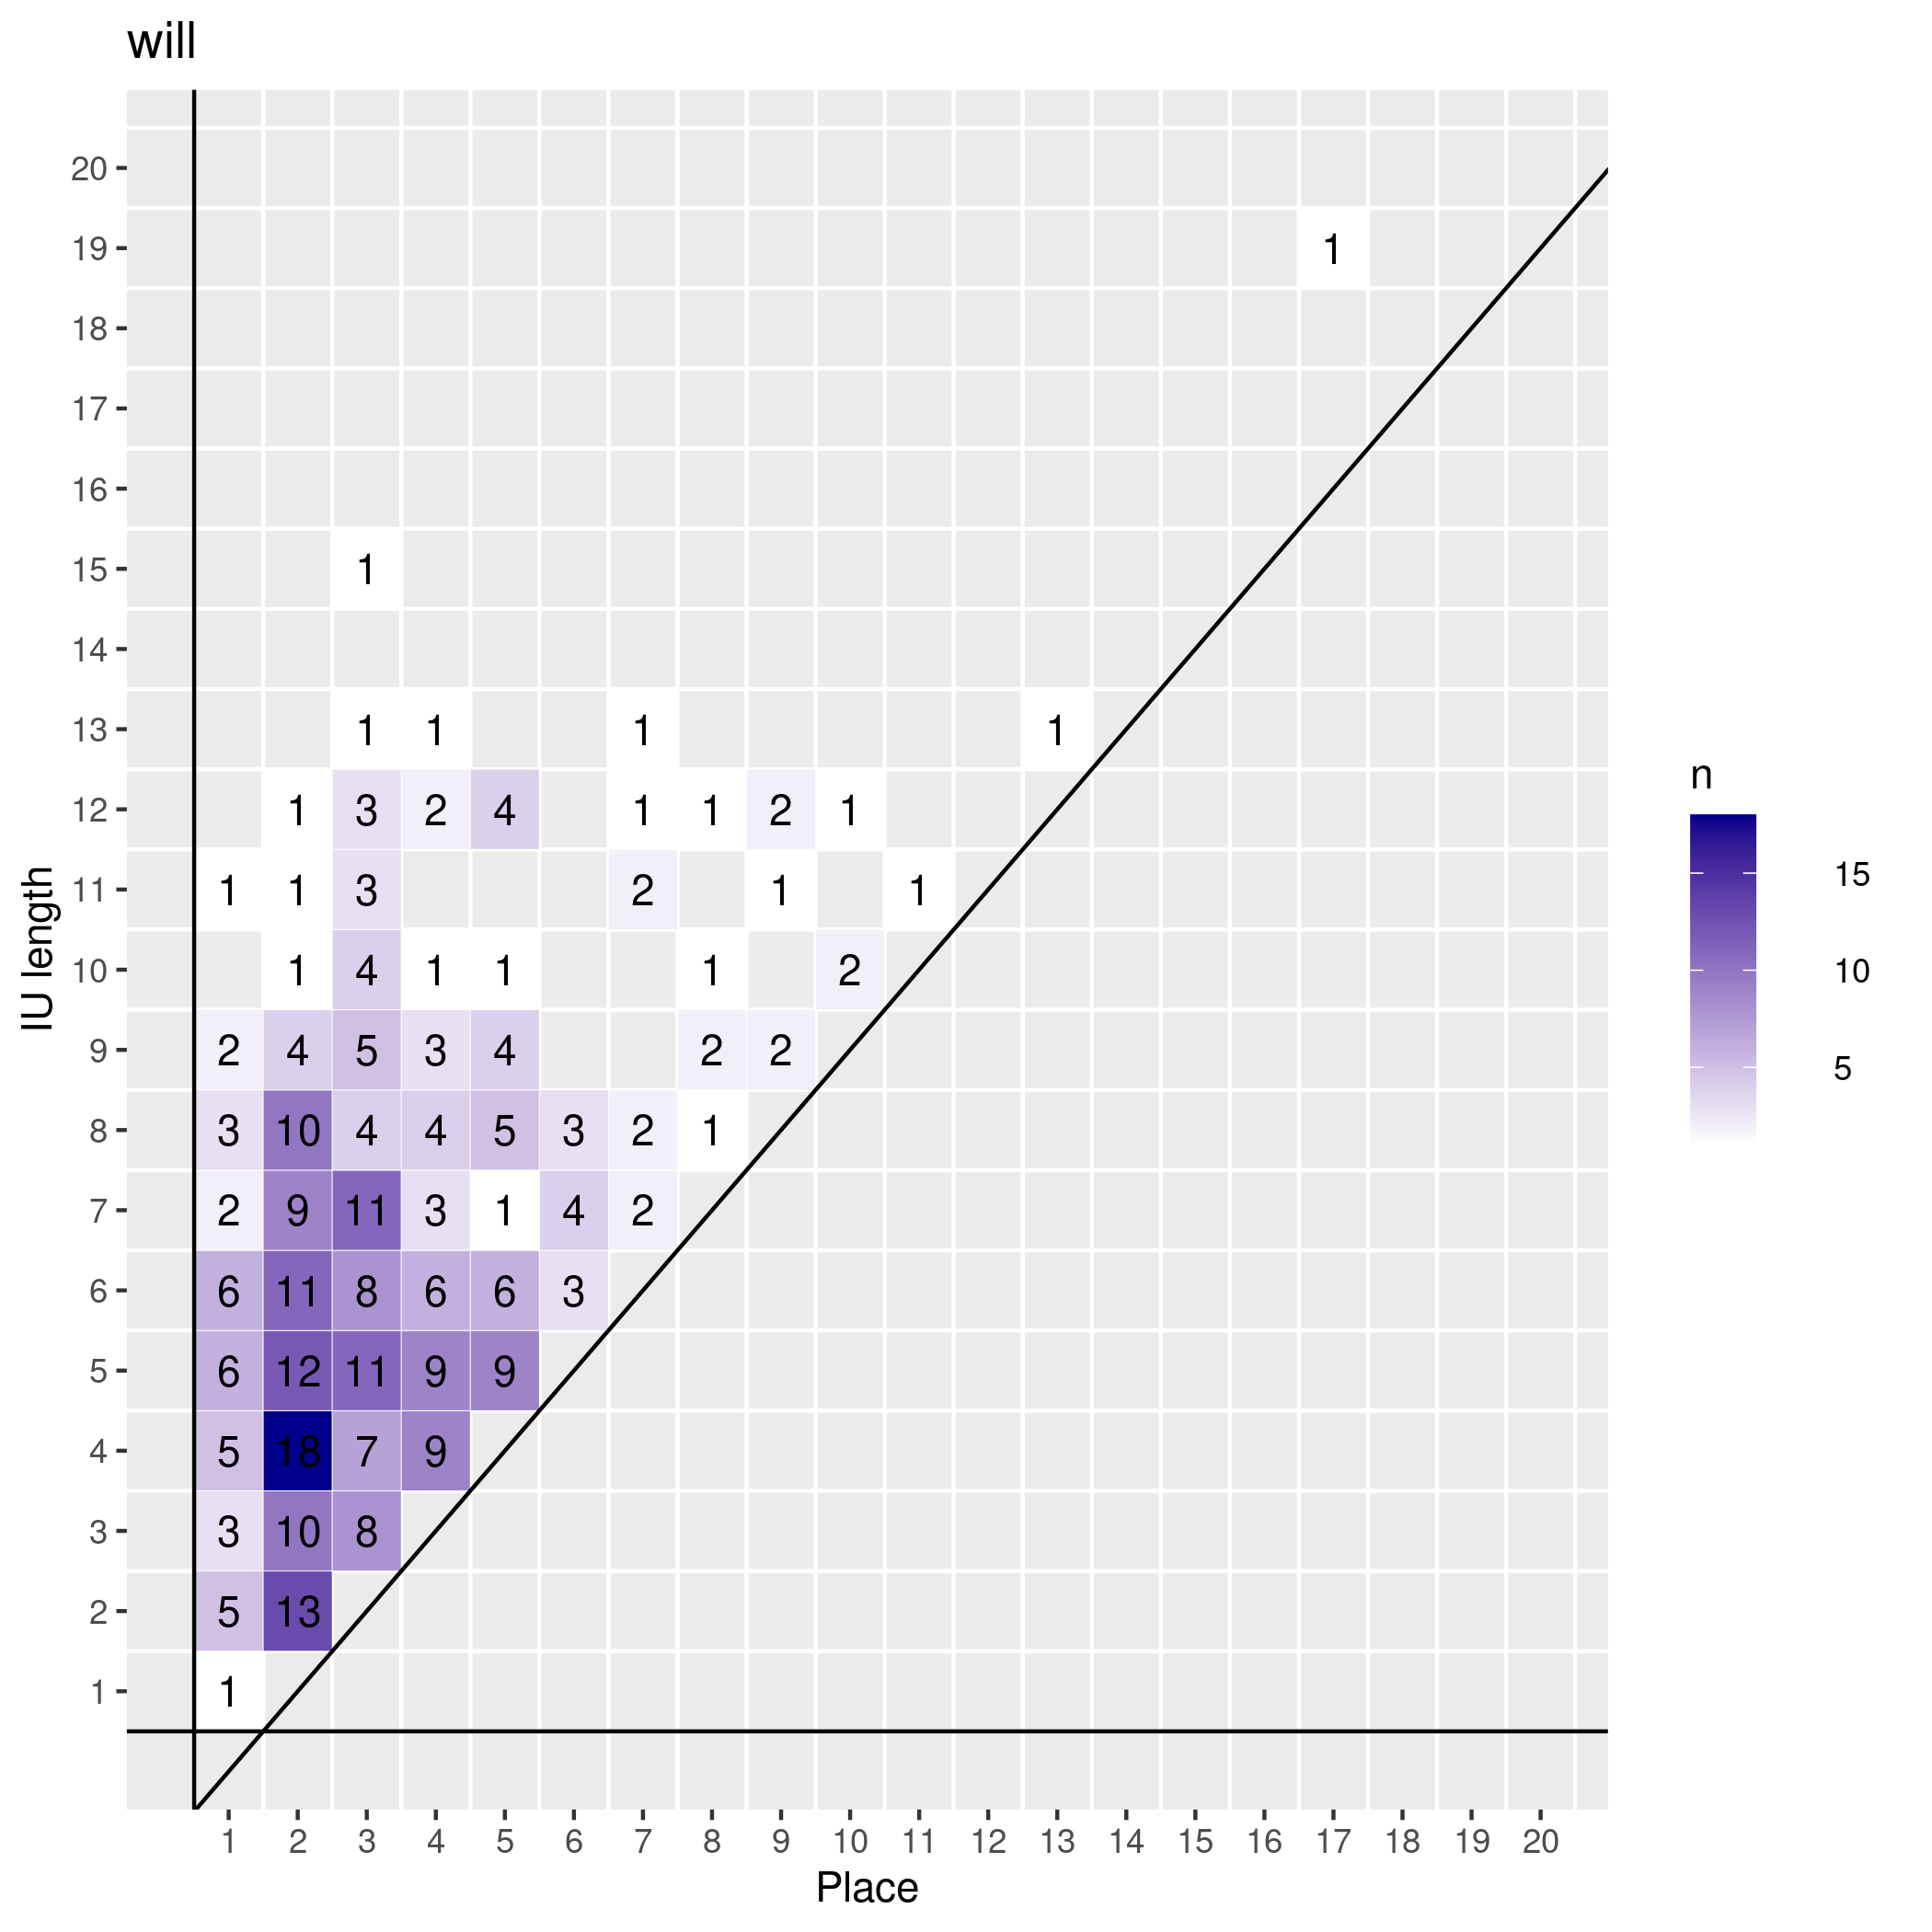 will
20
19 1
18
17
16
15 1
14
13 1 1 1 1
12 1 3 2 4 1 1 2 1
11 1 1 3 2 1 1
10 1 4 1 1 1 2
9 2 4 5 3 4 2 2
8 3 10 4 4 5 3 2 1
7 2 9 11 3 1 4 2
6 6 11 8 6 6 3
5 6 12 11 9 9
4 5 18 7 9
3 3 10 8
2 5 13
1 1
1 2 3 4 5 6 7 8 9 10 11 12 13 14 15 16 17 18 19 20
Place
IU length
n
15
10
5